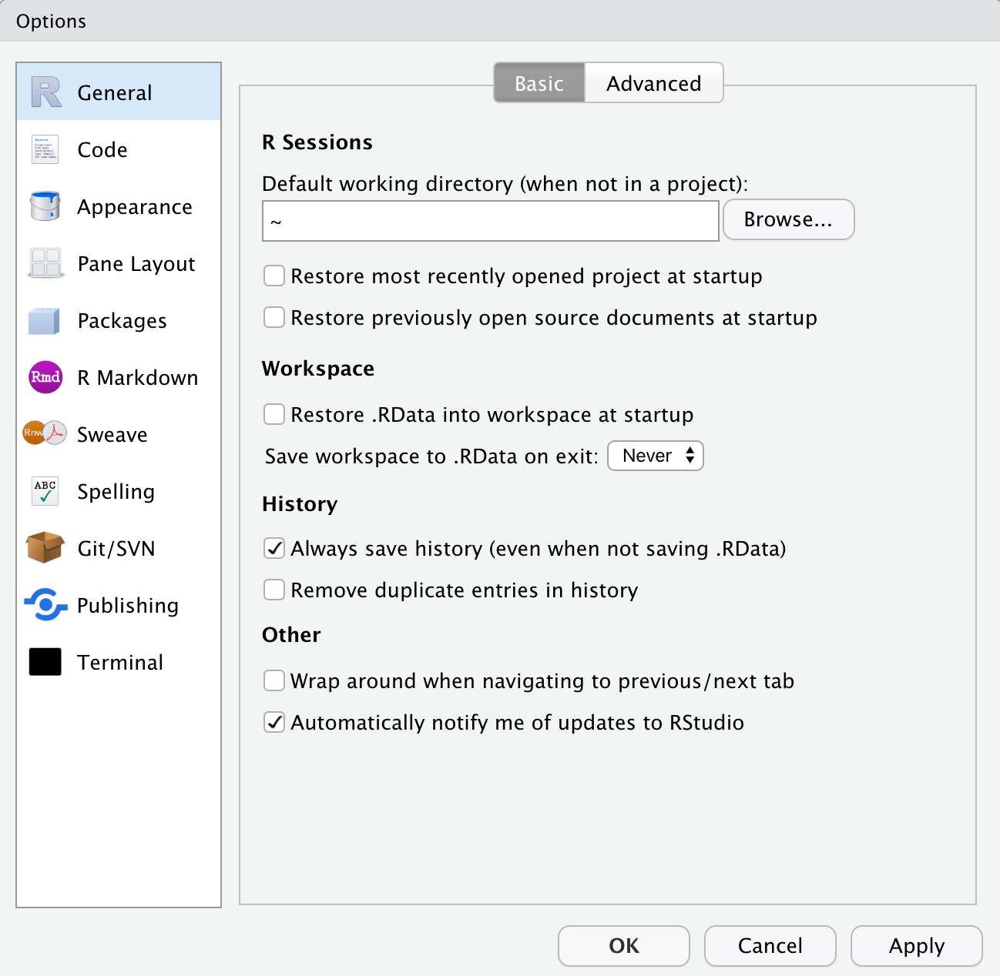 Options
General
Code
Appearance
Pane Layout
Packages
Rmd
R Markdown
Rnw
Sweave
ABC
Spelling
Git/SVN
Publishing
Terminal
Basic
Advanced
R Sessions
Default working directory (when not in a project):
~
Browse...
Restore most recently opened project at startup
Restore previously open source documents at startup
Workspace
Restore .RData into workspace at startup
Save workspace to .RData on exit: Never
History
Always save history (even when not saving .RData)
Remove duplicate entries in history
Other
Wrap around when navigating to previous/next tab
Automatically notify me of updates to RStudio
OK
Cancel
Apply